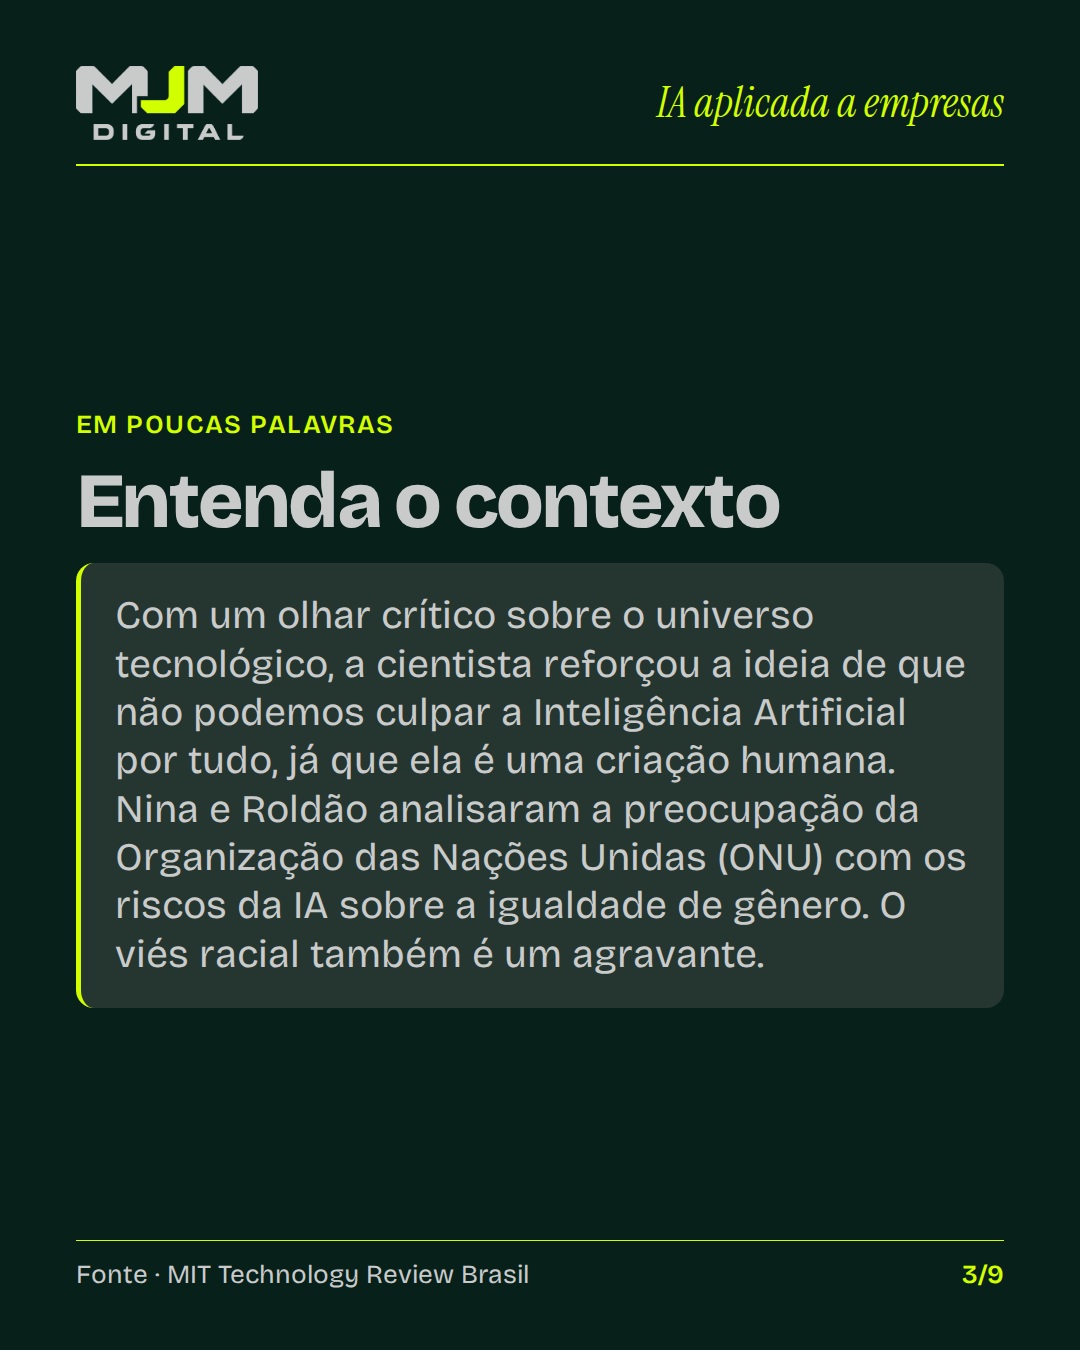 MJM
DIGITAL
IA aplicada a empresas
EM POUCAS PALAVRAS
Entenda o contexto
Com um olhar crítico sobre o universo
tecnológico, a cientista reforçou a ideia de que
não podemos culpar a Inteligência Artificial
por tudo, já que ela é uma criação humana.
Nina e Roldão analisaram a preocupação da
Organização das Nações Unidas (ONU) com os
riscos da IA sobre a igualdade de gênero. O
viés racial também é um agravante.
Fonte · MIT Technology Review Brasil
3/9